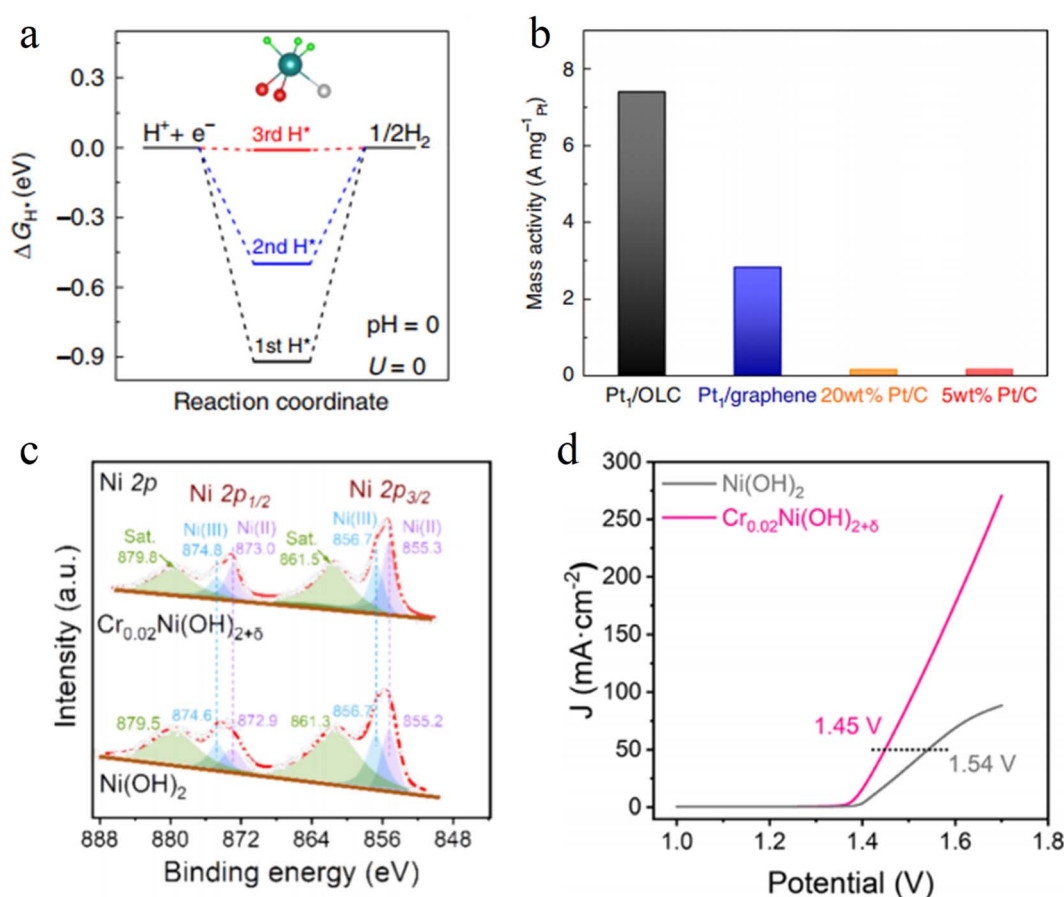 a
0.3
0.0
−0.3
−0.6
−0.9
ΔG_H* (eV)
H⁺+ e⁻
3rd H*
1/2H₂
2nd H*
1st H*
pH = 0
U = 0
Reaction coordinate
b
8
6
4
2
0
Mass activity (A mg⁻¹ Pt)
Pt₁/OLC
Pt₁/graphene
20wt% Pt/C
5wt% Pt/C
c
Ni 2p
Ni 2p₁/₂
Ni 2p₃/₂
Sat.
879.8
Ni(III)
874.8
Ni(II)
873.0
Sat.
861.5
Ni(III)
856.7
Ni(II)
855.3
Cr₀.₀₂Ni(OH)₂₊δ
879.5
874.6
872.9
861.3
856.7
855.2
Ni(OH)₂
Intensity (a.u.)
888
880
872
864
856
848
Binding energy (eV)
d
300
250
200
150
100
50
0
J (mA·cm⁻²)
Ni(OH)₂
Cr₀.₀₂Ni(OH)₂₊δ
1.45 V
1.54 V
1.0
1.2
1.4
1.6
1.8
Potential (V)